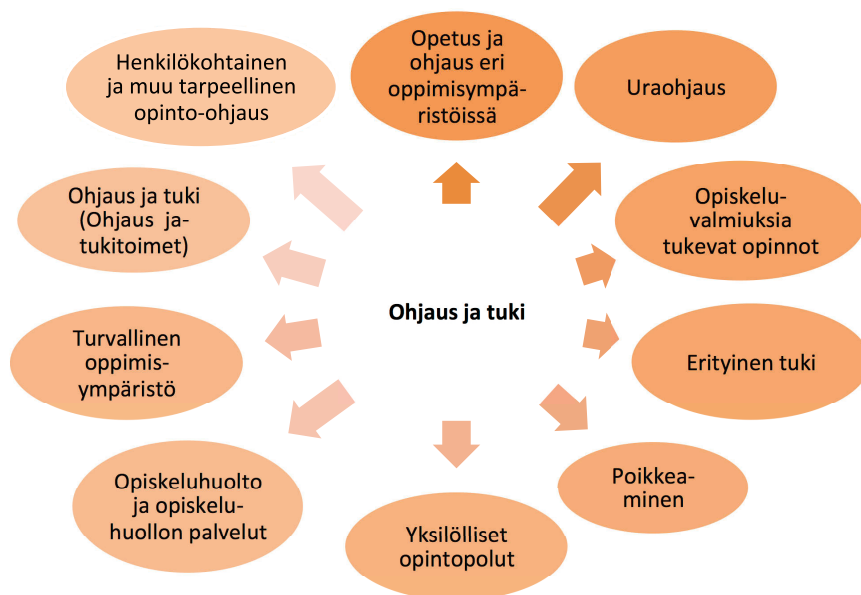 Opetus ja
ohjaus eri
oppimisympä-
ristöissä
Uraohjaus
Opiskelu-
valmiuksia
tukevat opinnot
Erityinen tuki
Poikkea-
minen
Yksilölliset
opintopolut
Opiskeluhuolto
ja opiskelu-
huollon palvelut
Turvallinen
oppimis-
ympäristö
Ohjaus ja tuki
(Ohjaus ja-
tukitoimet)
Henkilökohtainen
ja muu tarpeellinen
opinto-ohjaus
Ohjaus ja tuki